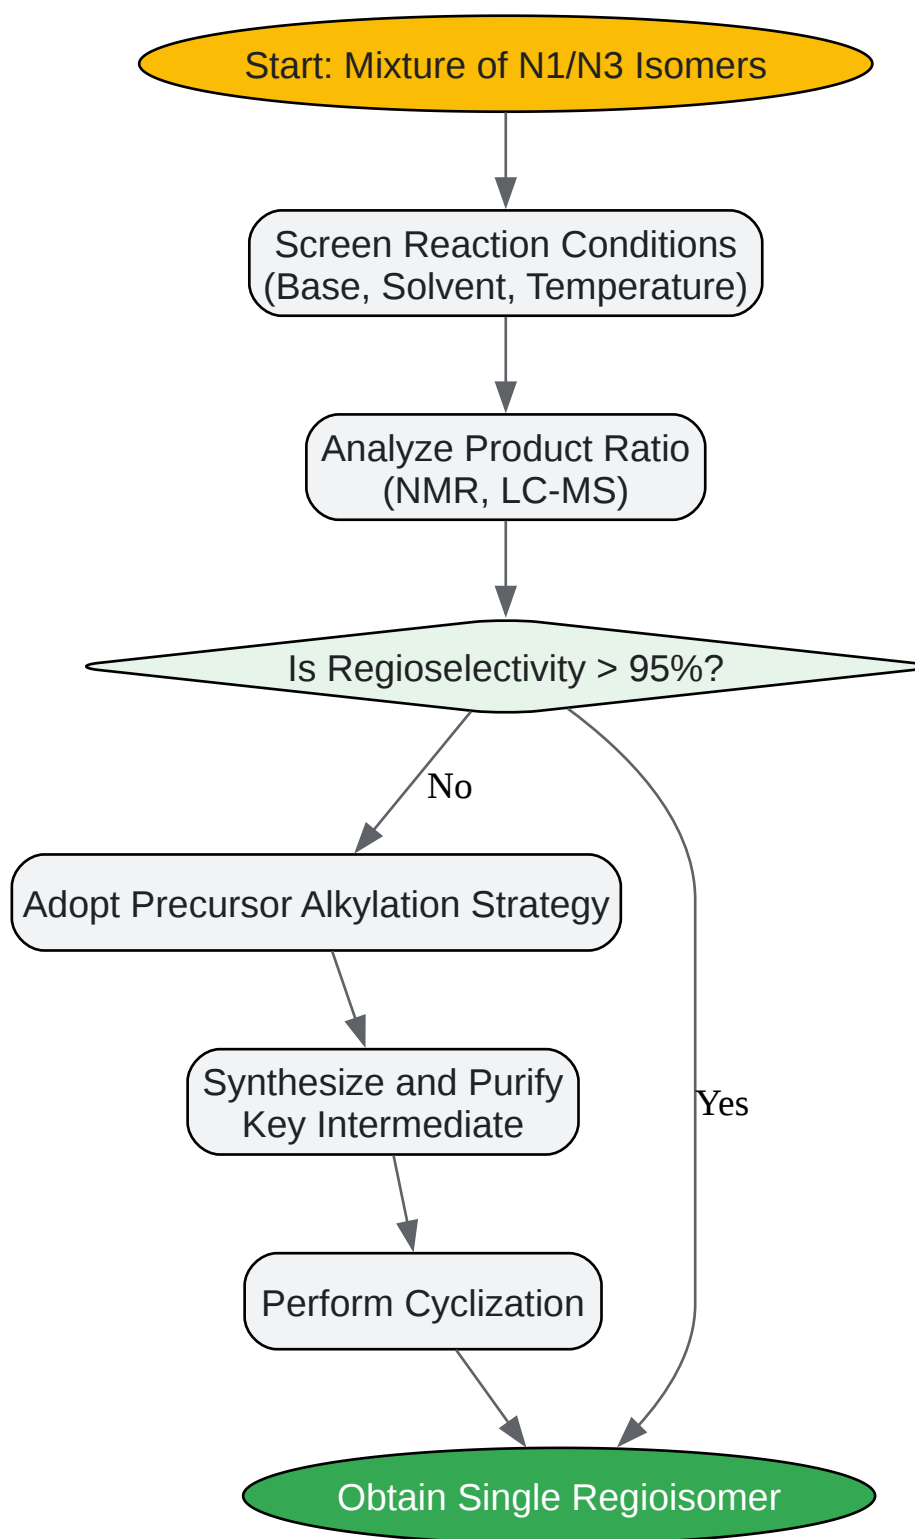 Start: Mixture of N1/N3 Isomers
Screen Reaction Conditions
(Base, Solvent, Temperature)
Analyze Product Ratio
(NMR, LC-MS)
Is Regioselectivity > 95%?
No
Adopt Precursor Alkylation Strategy
Synthesize and Purify
Key Intermediate
Yes
Perform Cyclization
Obtain Single Regioisomer